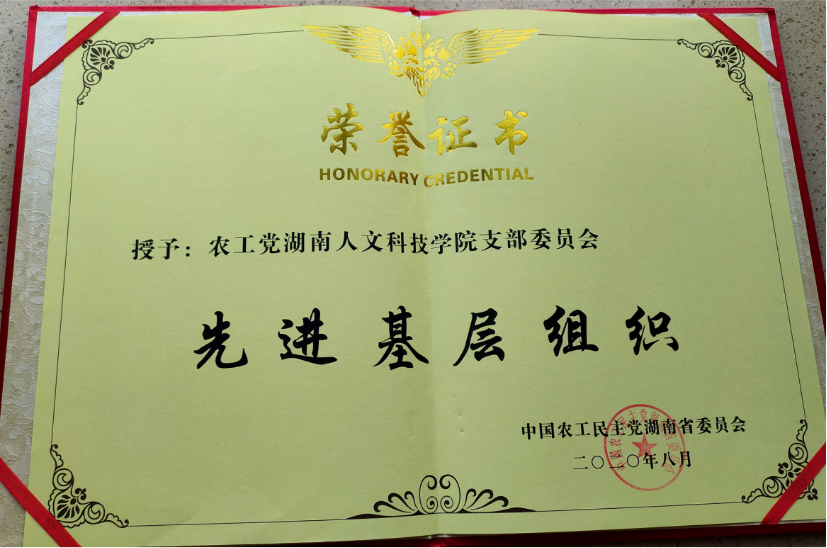 荣誉证书
HONORARY CREDENTIAL
授予：农工党湖南人文科技学院支部委员会
先进基层组织
中国农工民主党湖南省委员会
二〇二〇年八月